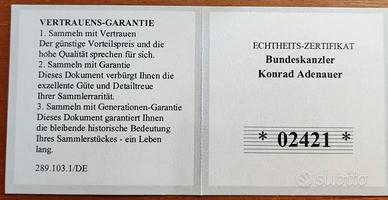 VERTRAUENS-GARANTIE
1. Sammeln mit Vertrauen
Der günstige Vorteilspreis und die
hohe Qualität sprechen für sich.
2. Sammeln mit Garantie
Dieses Dokument verbürgt Ihnen die
exzellente Güte und Detailtreue
Ihrer Sammlerrarität.
3. Sammeln mit Generationen-Garantie
Dieses Dokument garantiert Ihnen
die bleibende historische Bedeutung
Ihres Sammlerstückes - ein Leben
lang.
289.103.1/DE
ECHTHEITS-ZERTIFIKAT
Bundeskanzler
Konrad Adenauer
* 02421 *
subito